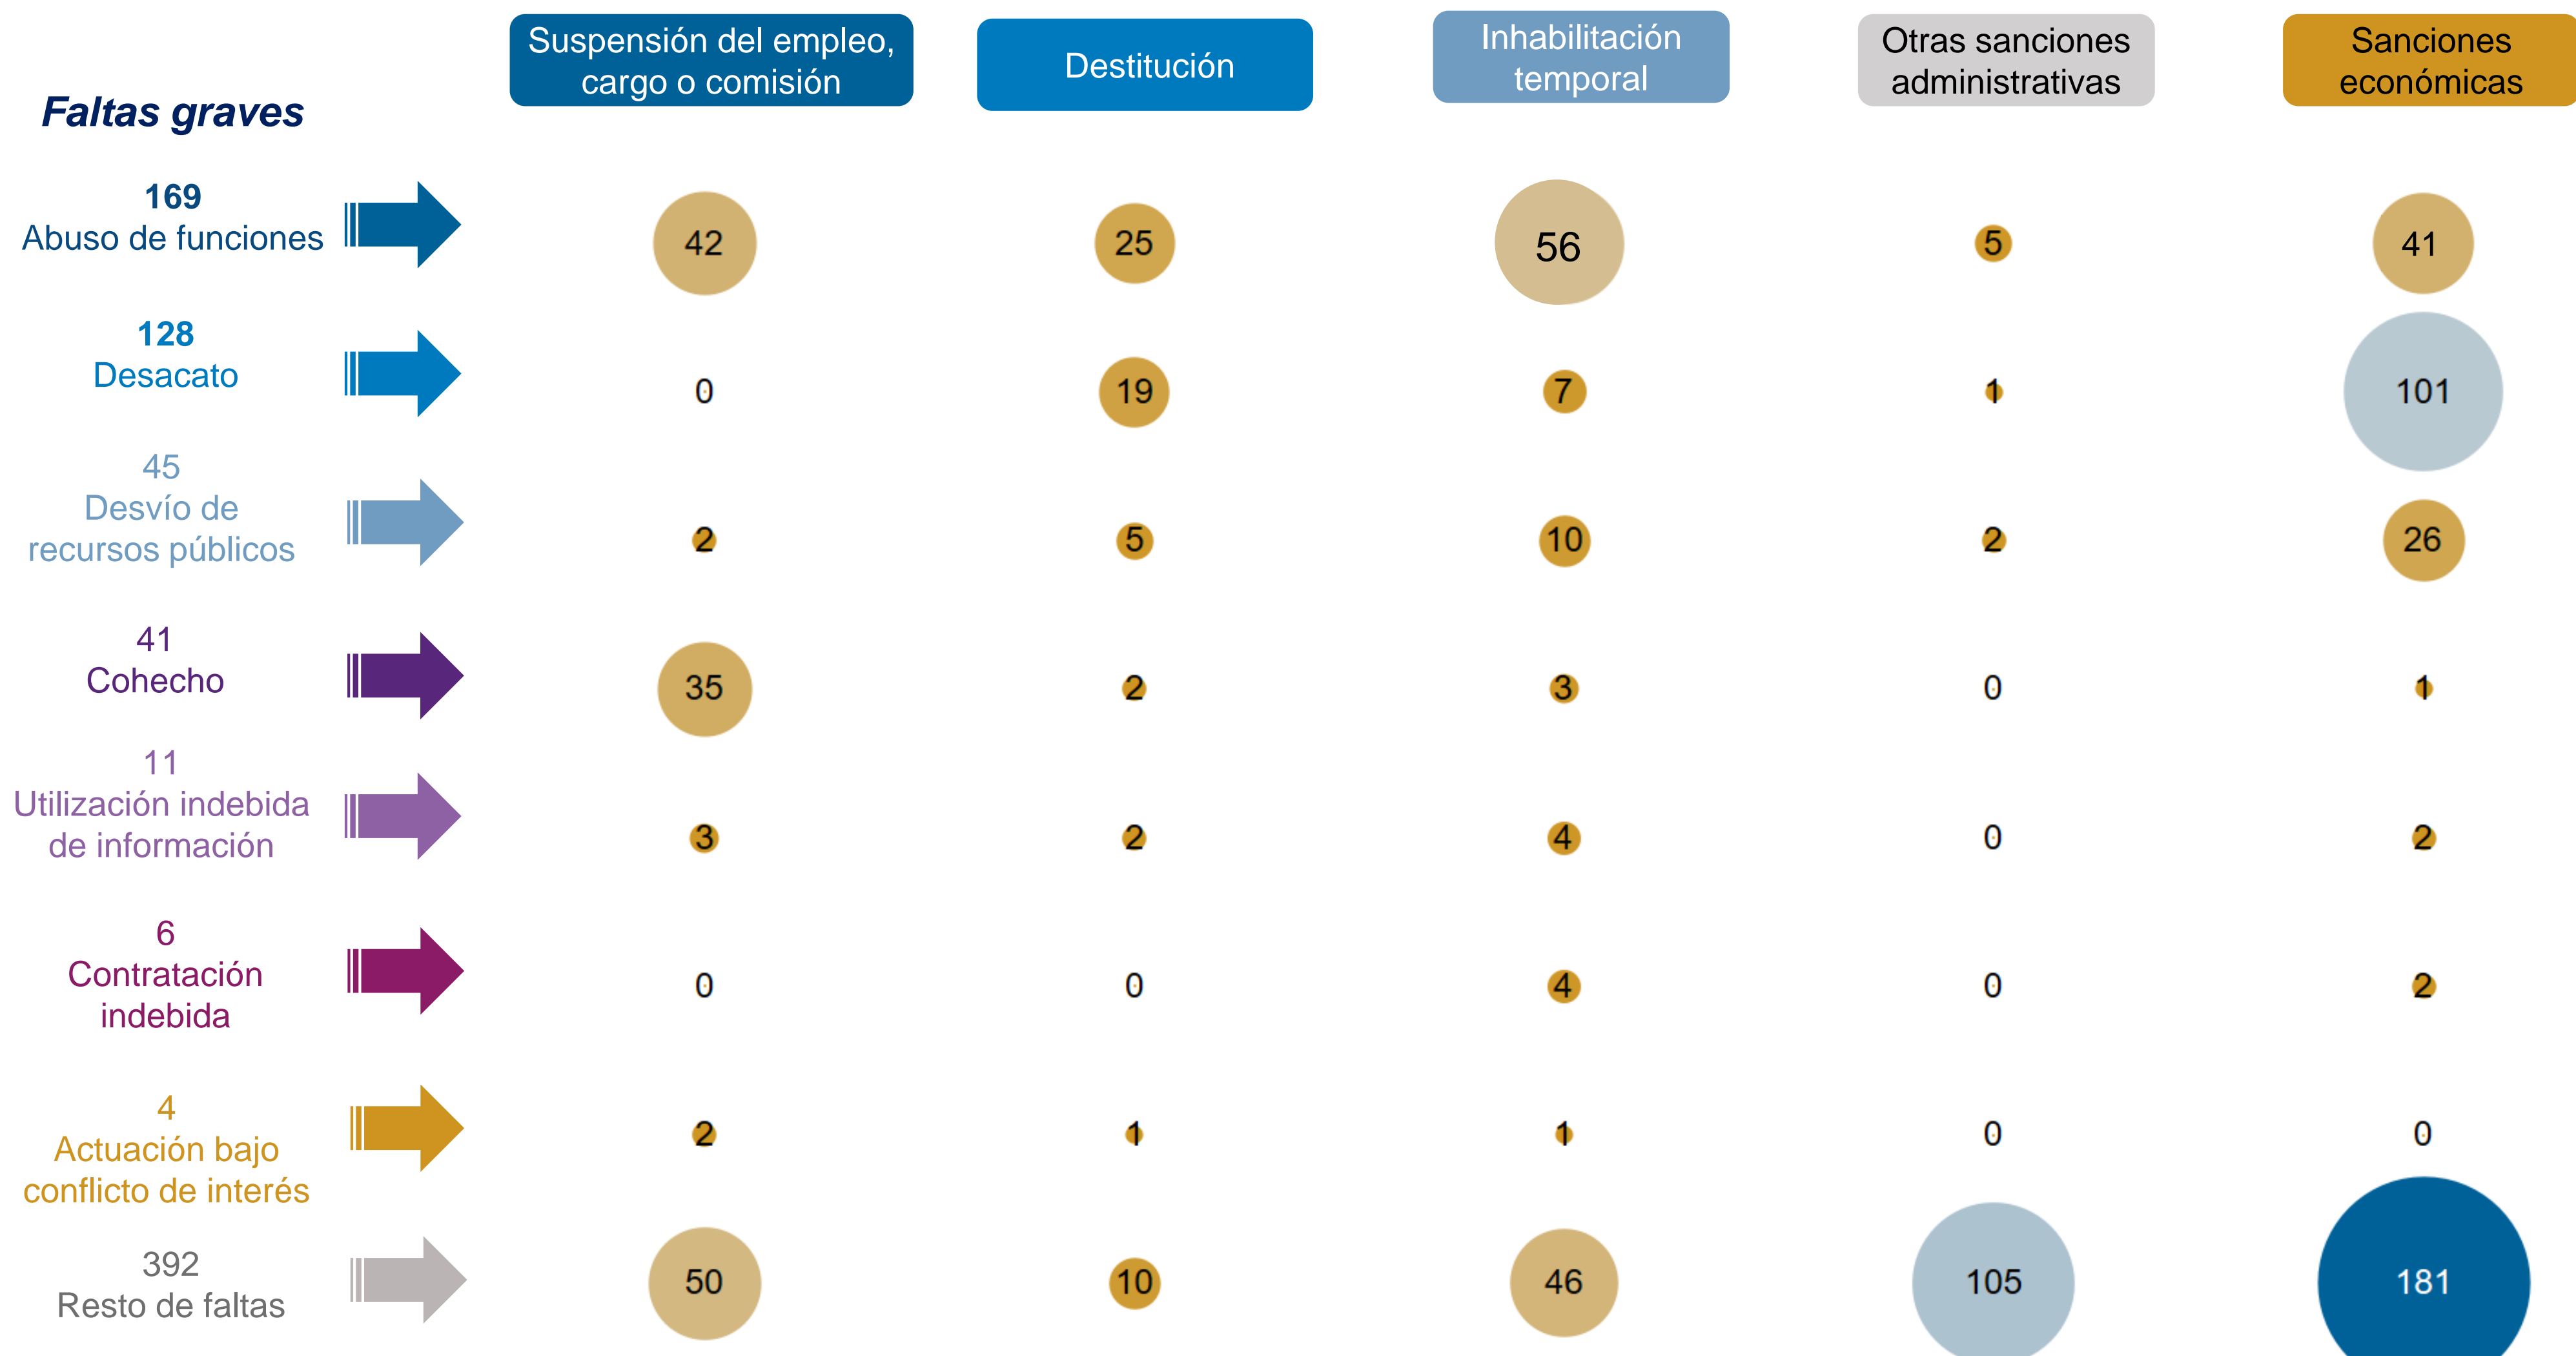 Suspensión del empleo,
cargo o comisión
Destitución
Inhabilitación
temporal
Otras sanciones
administrativas
Sanciones
económicas
Faltas graves
169
Abuso de funciones
42
25
56
5
41
128
Desacato
0
19
7
1
101
45
Desvío de
recursos públicos
2
5
10
2
26
41
Cohecho
35
2
3
0
1
11
Utilización indebida
de información
3
2
4
0
2
6
Contratación
indebida
0
0
4
0
2
4
Actuación bajo
conflicto de interés
2
1
1
0
0
392
Resto de faltas
50
10
46
105
181